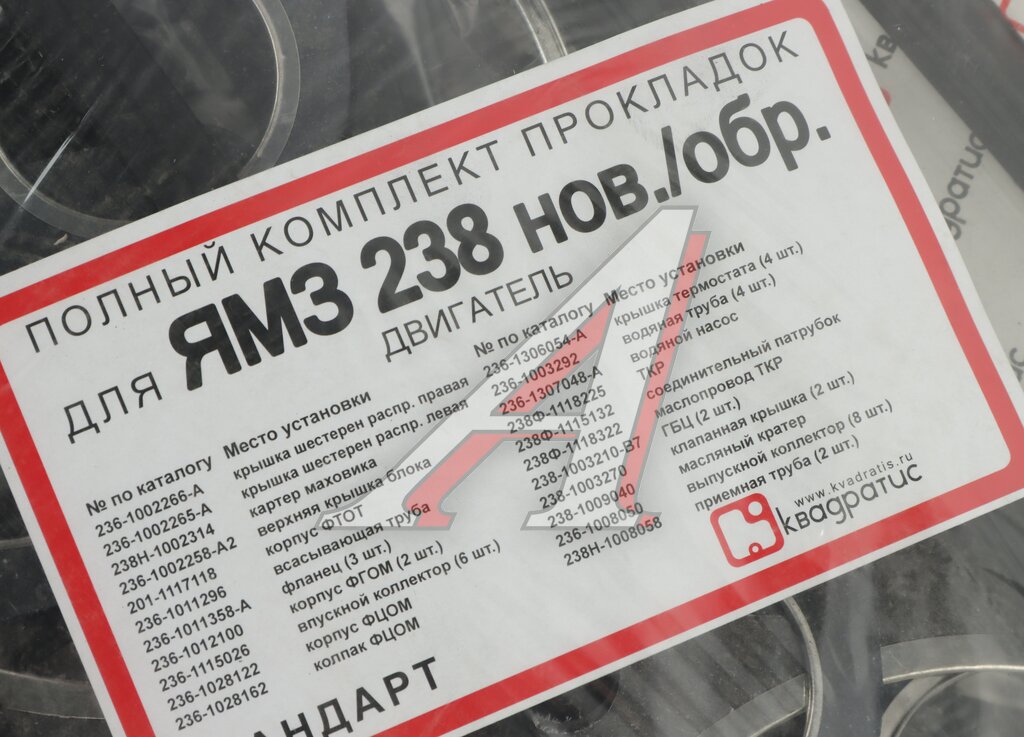 ПОЛНЫЙ КОМПЛЕКТ ПРОКЛАДОК
ДЛЯ ЯМЗ 238 нов./обр.
ДВИГАТЕЛЬ
№ по каталогу Место установки
236-1002266-А крышка шестерен распр. правая
236-1002265-А крышка шестерен распр. левая
238Н-1002314 картер маховика
236-1002258-А2 верхняя крышка блока
201-1117118 корпус ФТОТ
236-1011296 всасывающая труба
236-1011358-А фланец (3 шт.)
236-1012100 корпус ФГОМ (2 шт.)
236-1115026 впускной коллектор (6 шт.)
236-1028122 корпус ФЦОМ
236-1028162 колпак ФЦОМ
№ по каталогу Место установки
236-1306054-А крышка термостата (4 шт.)
236-1003292 водяная труба (4 шт.)
236-1307048-А водяной насос
238Ф-1118225 ТКР
238Ф-1115132 соединительный патрубок
238Ф-1118322 маслопровод ТКР
238-1003210-В7 ГБЦ (2 шт.)
238-1003270 клапанная крышка (2 шт.)
238-1009040 масляный кратер
236-1008050 выпускной коллектор (8 шт.)
238Н-1008058 приемная труба (2 шт.)
www.kvadratis.ru
квадратис
НДАРТ